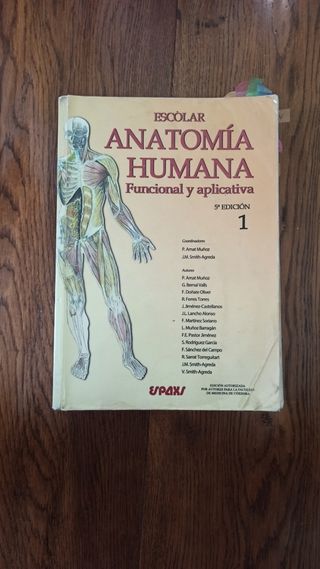 ESCÒLAR
ANATOMÍA
HUMANA
Funcional y aplicativa
5ª EDICIÓN
1
Coordinadores
P. Amat Muñoz
J.M. Smith-Agreda
Autores
P. Amat Muñoz
G. Bernal Valls
F. Doñate Oliver
R. Ferres Torres
J. Jiménez-Castellanos
J.L. Lancho Alonso
F. Martínez Soriano
L. Muñoz Barragán
F.E. Pastor Jiménez
S. Rodríguez García
F. Sánchez del Campo
R. Sarrat Torreguitart
J.M. Smith-Agreda
V. Smith-Agreda
ESPAXS
EDICIÓN AUTORIZADA
POR AUTORES PARA LA FACULTAD
DE MEDICINA DE CÓRDOBA